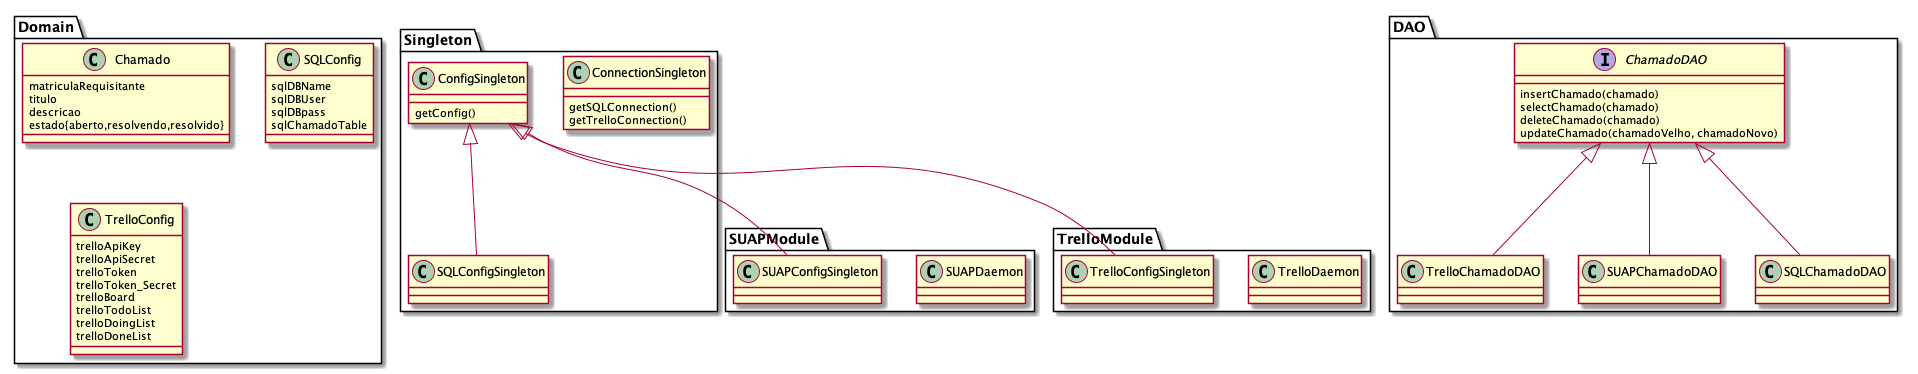 Domain
C Chamado
matriculaRequisitante
titulo
descricao
estado{aberto,resolvendo,resolvido}
C SQLConfig
sqlDBName
sqlDBUser
sqlDBpass
sqlChamadoTable
C TrelloConfig
trelloApiKey
trelloApiSecret
trelloToken
trelloToken_Secret
trelloBoard
trelloTodoList
trelloDoingList
trelloDoneList
Singleton
C ConfigSingleton
getConfig()
C ConnectionSingleton
getSQLConnection()
getTrelloConnection()
C SQLConfigSingleton
SUAPModule
C SUAPConfigSingleton
C SUAPDaemon
TrelloModule
C TrelloConfigSingleton
C TrelloDaemon
DAO
I ChamadoDAO
insertChamado(chamado)
selectChamado(chamado)
deleteChamado(chamado)
updateChamado(chamadoVelho, chamadoNovo)
C TrelloChamadoDAO
C SUAPChamadoDAO
C SQLChamadoDAO